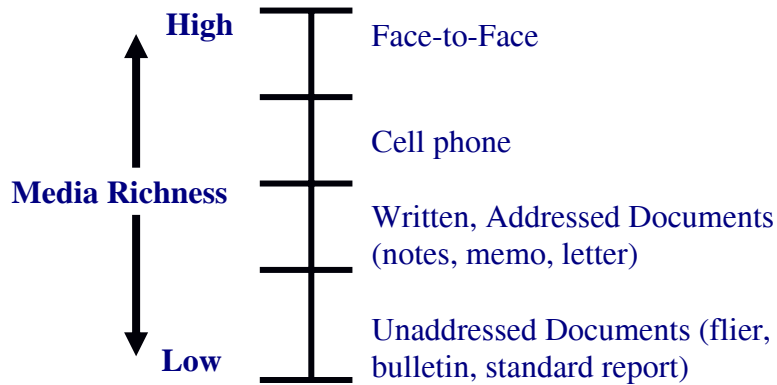 High
Face-to-Face
Cell phone
Media Richness
Written, Addressed Documents
(notes, memo, letter)
Unaddressed Documents (flier,
Low
bulletin, standard report)